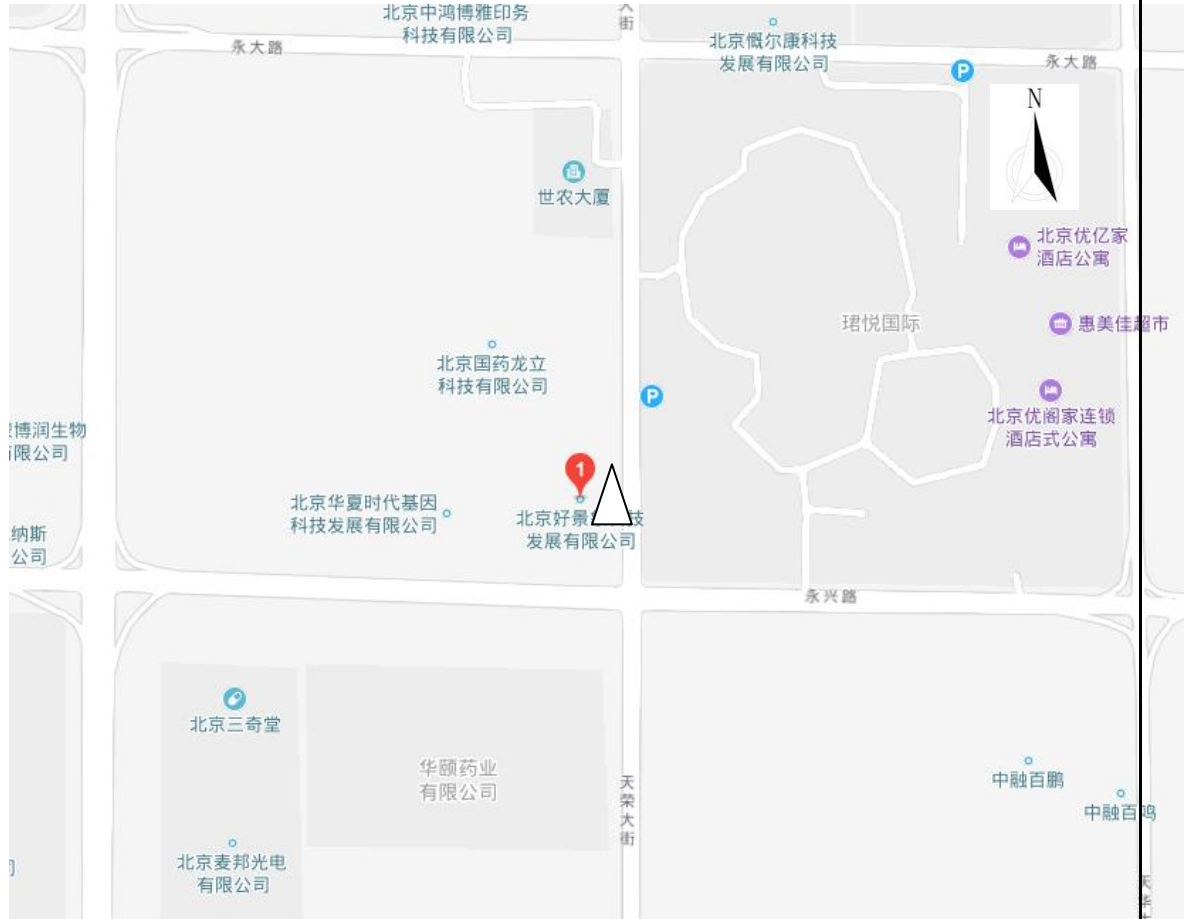 北京中鸿博雅印务
科技有限公司
大街
永大路
北京慨尔康科技
发展有限公司
P
永大路
N
世农大厦
北京优亿家
酒店公寓
珺悦国际
惠美佳超市
北京国药龙立
科技有限公司
P
北京优阁家连锁
酒店式公寓
博润生物
有限公司
1
北京华夏时代基因
科技发展有限公司
北京好景
技
发展有限公司
纳斯
公司
永兴路
北京三奇堂
华颐药业
有限公司
天荣大街
中融百鹏
中融百鸣
北京麦邦光电
有限公司
司
天华